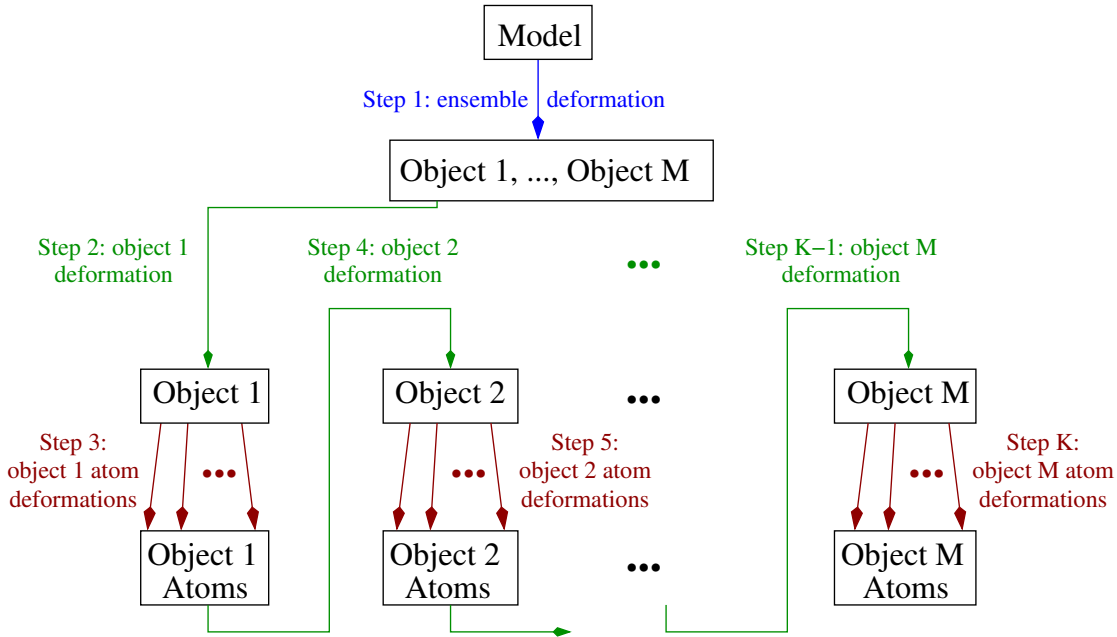 Model
Step 1: ensemble deformation
Object 1, ..., Object M
Step 2: object 1
deformation
Step 4: object 2
deformation
•••
Step K−1: object M
deformation
Object 1
Object 2
•••
Object M
Step 3:
object 1 atom
deformations
•••
•••
Step 5:
object 2 atom
deformations
•••
Step K:
object M atom
deformations
Object 1
Atoms
Object 2
Atoms
•••
Object M
Atoms